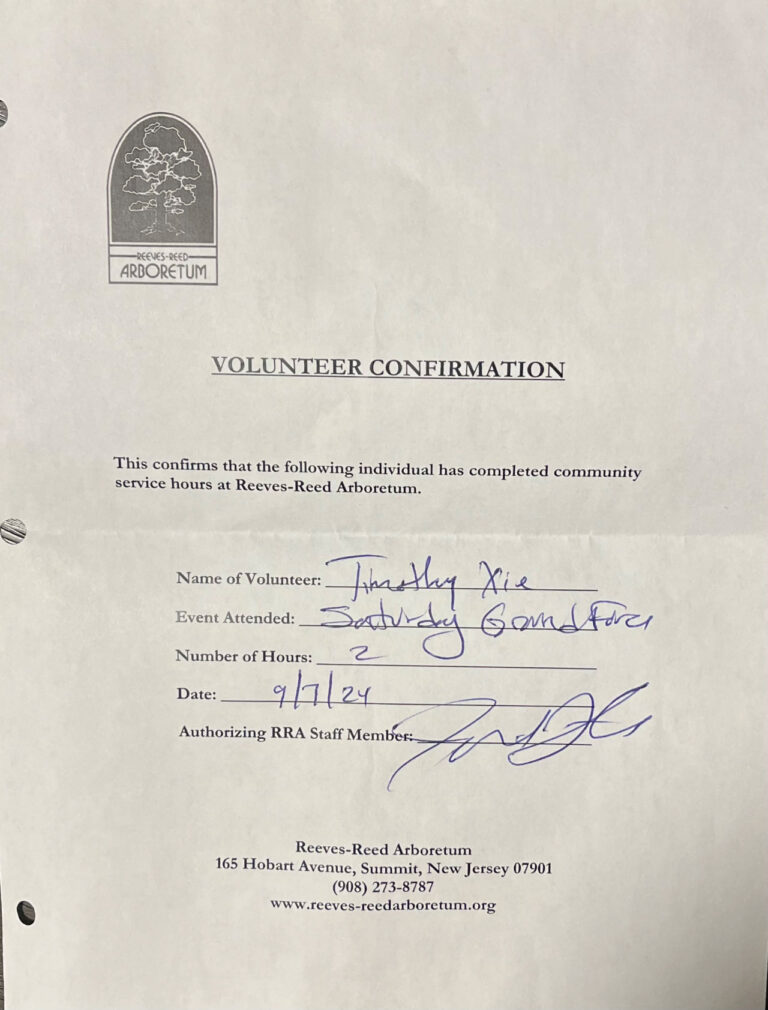 REEVES-REED
ARBORETUM
VOLUNTEER CONFIRMATION
This confirms that the following individual has completed community
service hours at Reeves-Reed Arboretum.
Name of Volunteer: Timothy Xie
Event Attended: Saturday
Number of Hours: 2
Date: 9/7/24
Authorizing RRA Staff Member:
Reeves-Reed Arboretum
165 Hobart Avenue, Summit, New Jersey 07901
(908) 273-8787
www.reeves-reedarboretum.org